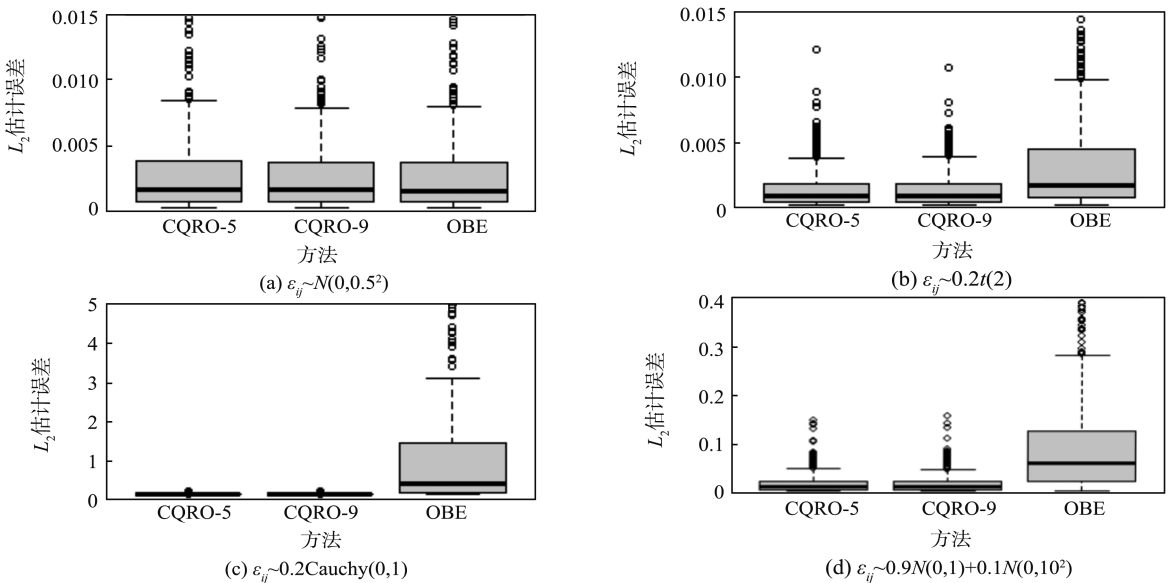 0.015
0.010
0.005
0
L₂估计误差
CQRO-5 CQRO-9 OBE
方法
(a) εij~N(0,0.5²)
0.015
0.010
0.005
0
L₂估计误差
CQRO-5 CQRO-9 OBE
方法
(b) εij~0.2t(2)
5
4
3
2
1
0
L₂估计误差
CQRO-5 CQRO-9 OBE
方法
(c) εij~0.2Cauchy(0,1)
0.4
0.3
0.2
0.1
0
L₂估计误差
CQRO-5 CQRO-9 OBE
方法
(d) εij~0.9N(0,1)+0.1N(0,10²)